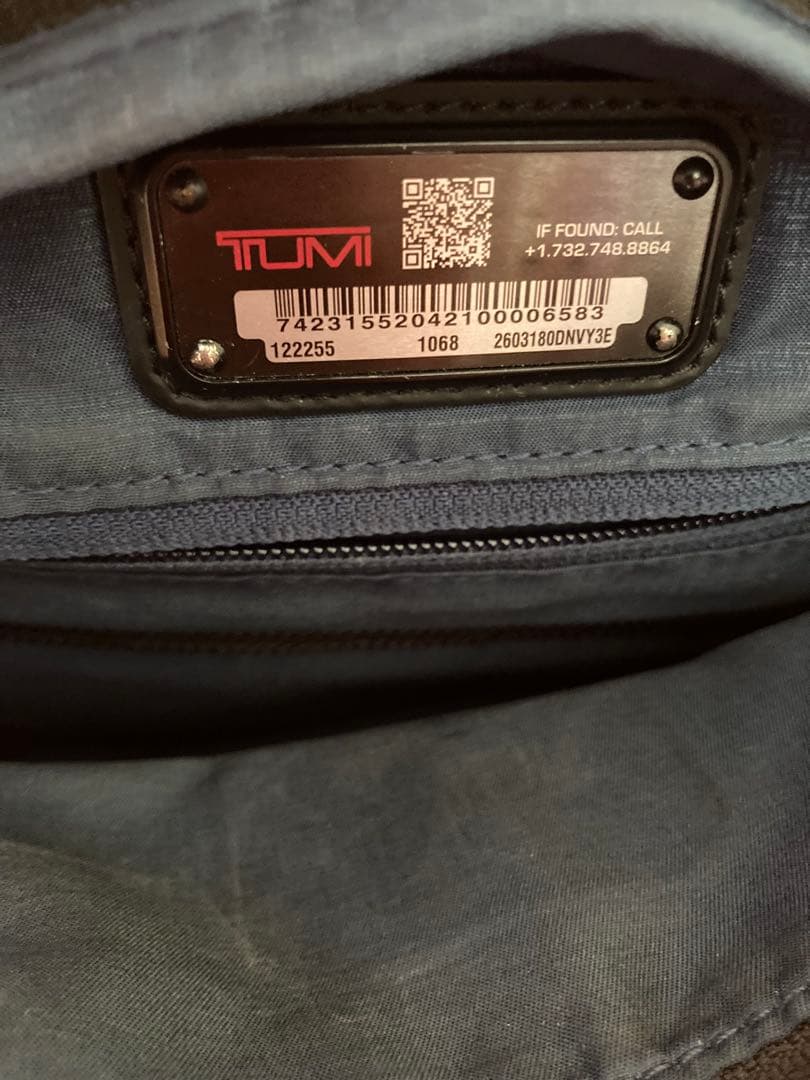 TUMI
IF FOUND: CALL
+1.732.748.8864
74231552042100006583
122255 1068 2603180DNVY3E